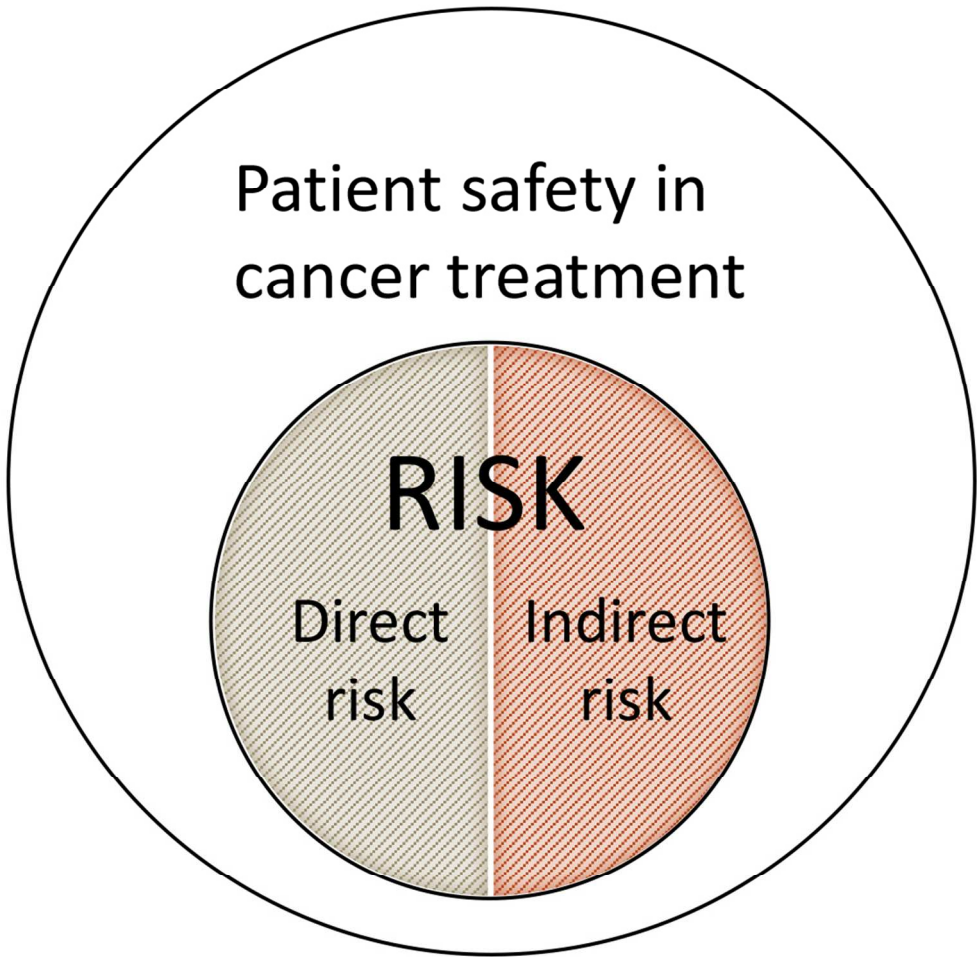 Patient safety in
cancer treatment
RISK
Direct
risk
Indirect
risk